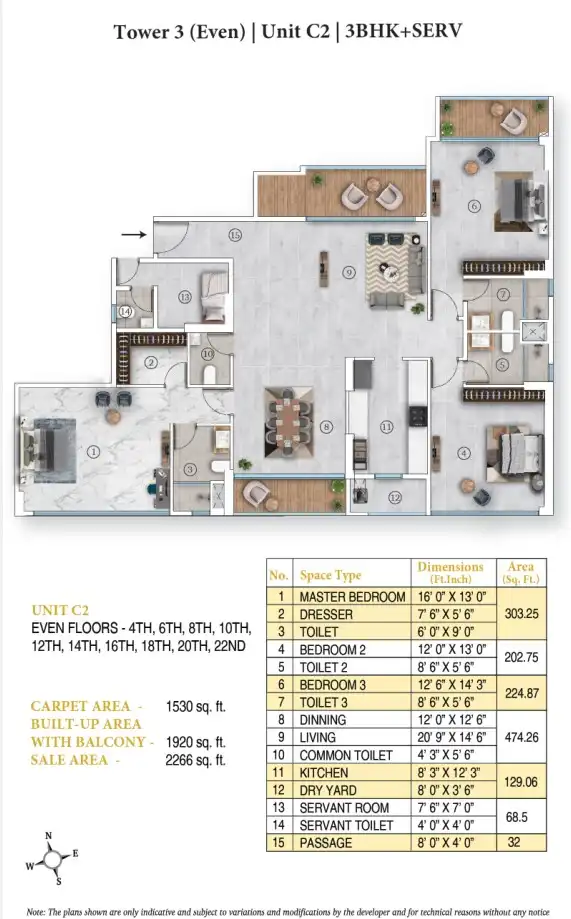 Tower 3 (Even) | Unit C2 | 3BHK+SERV
6
15
9
7
13
14
10
5
2
1
8
11
4
3
12
UNIT C2
EVEN FLOORS - 4TH, 6TH, 8TH, 10TH,
12TH, 14TH, 16TH, 18TH, 20TH, 22ND
CARPET AREA - 1530 sq. ft.
BUILT-UP AREA
WITH BALCONY - 1920 sq. ft.
SALE AREA - 2266 sq. ft.
No. Space Type Dimensions (Ft.Inch) Area (Sq. Ft.)
1 MASTER BEDROOM 16' 0" X 13' 0" 303.25
2 DRESSER 7' 6" X 5' 6"
3 TOILET 6' 0" X 9' 0"
4 BEDROOM 2 12' 0" X 13' 0" 202.75
5 TOILET 2 8' 6" X 5' 6"
6 BEDROOM 3 12' 6" X 14' 3" 224.87
7 TOILET 3 8' 6" X 5' 6"
8 DINNING 12' 0" X 12' 6" 474.26
9 LIVING 20' 9" X 14' 6"
10 COMMON TOILET 4' 3" X 5' 6"
11 KITCHEN 8' 3" X 12' 3" 129.06
12 DRY YARD 8' 0" X 3' 6"
13 SERVANT ROOM 7' 6" X 7' 0" 68.5
14 SERVANT TOILET 4' 0" X 4' 0"
15 PASSAGE 8' 0" X 4' 0" 32
N
W E
S
Note: The plans shown are only indicative and subject to variations and modifications by the developer and for technical reasons without any notice